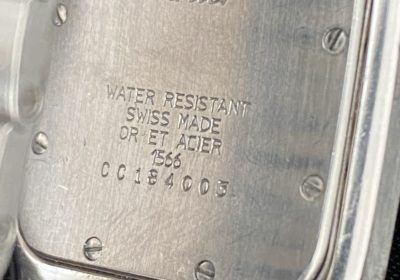 WATER RESISTANT
SWISS MADE
OR ET ACIER
1566
CC184003